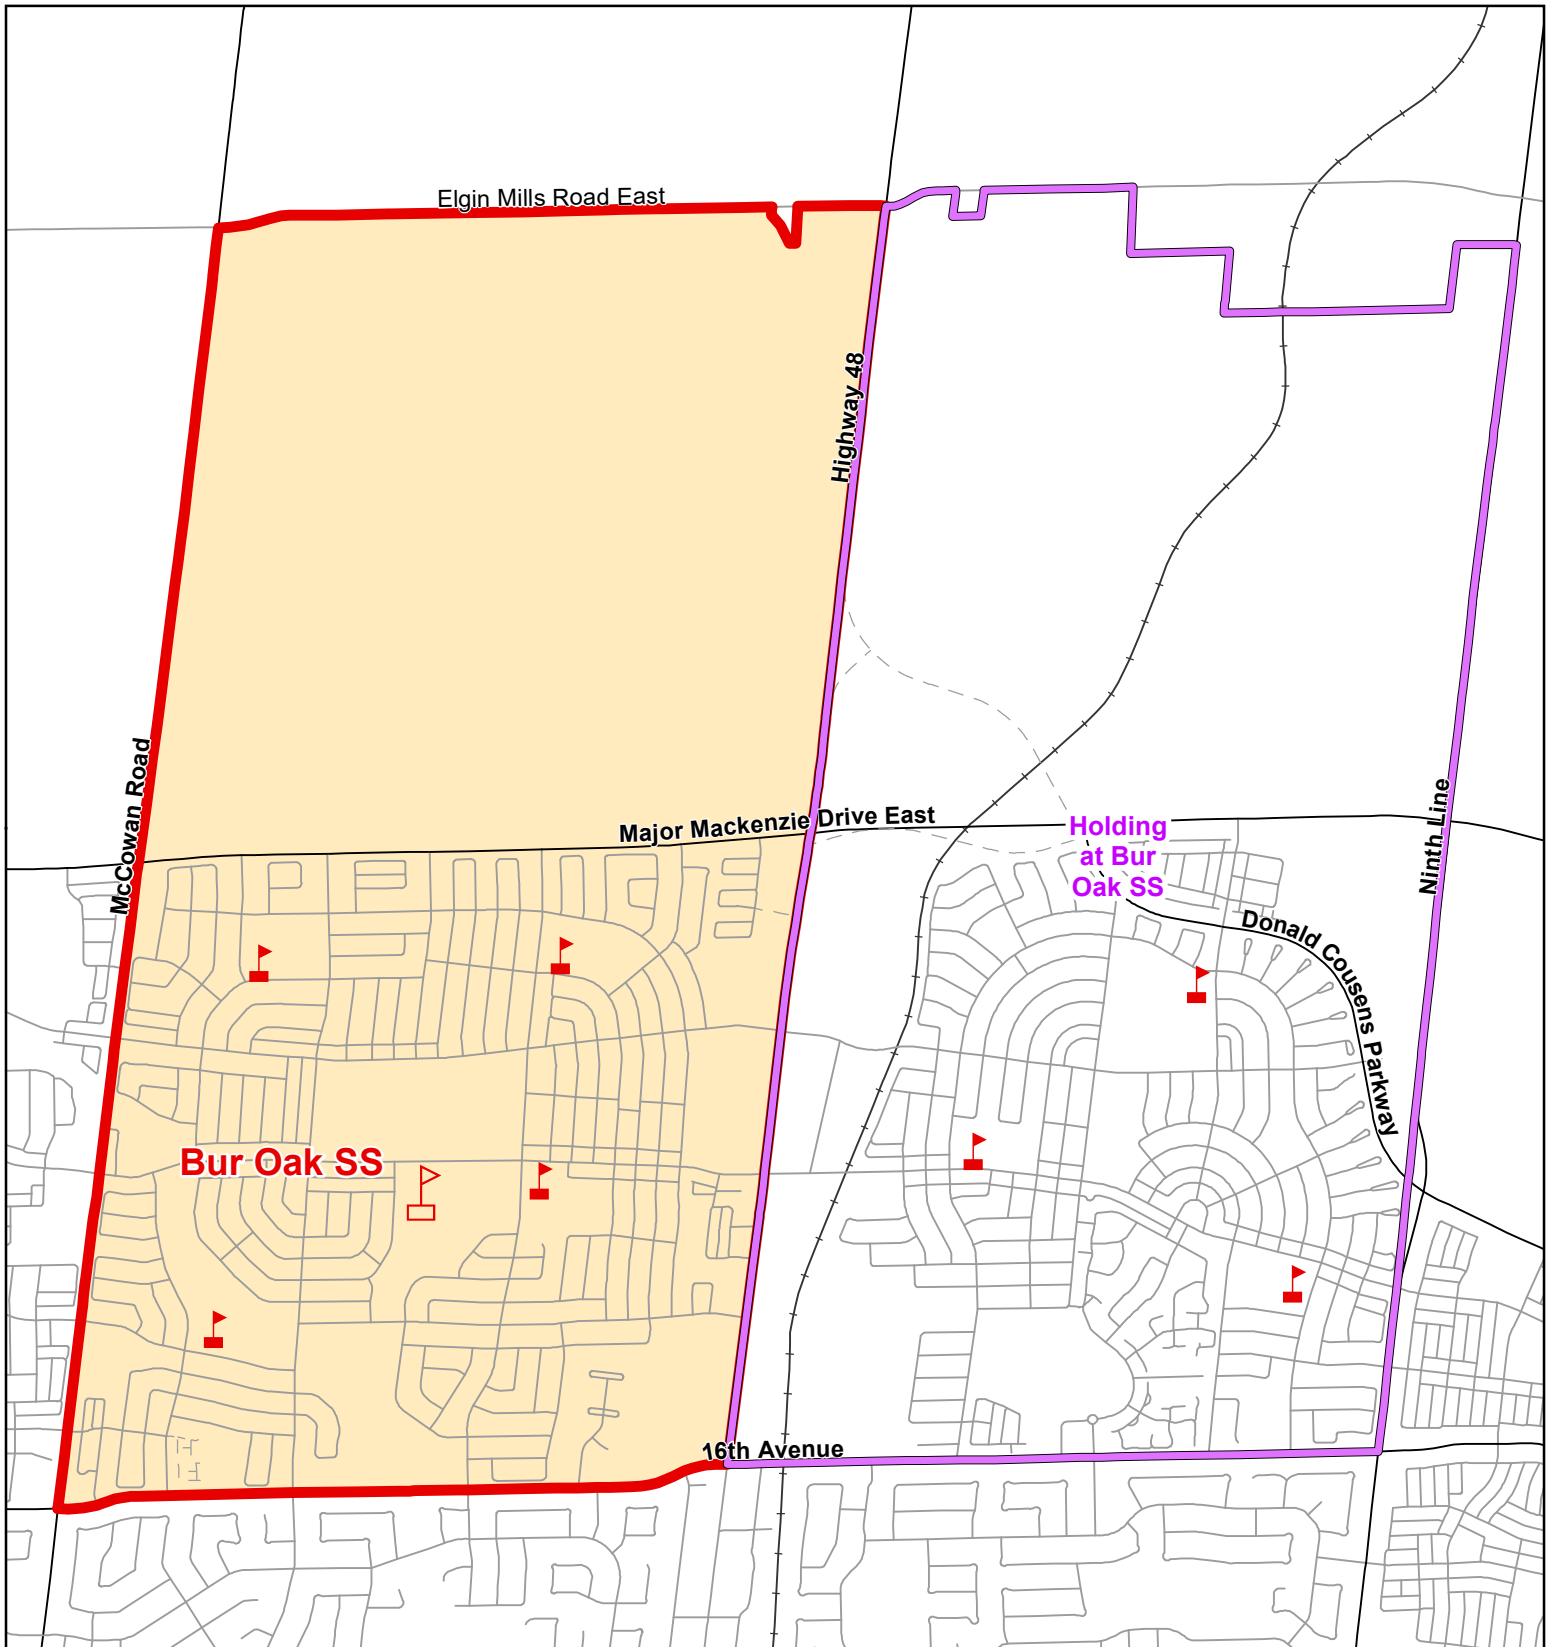 Elgin Mills Road East
Highway 48
McCowan Road
Major Mackenzie Drive East
Holding
at Bur
Oak SS
Ninth Line
Donald Cousens Parkway
Bur Oak SS
16th Avenue